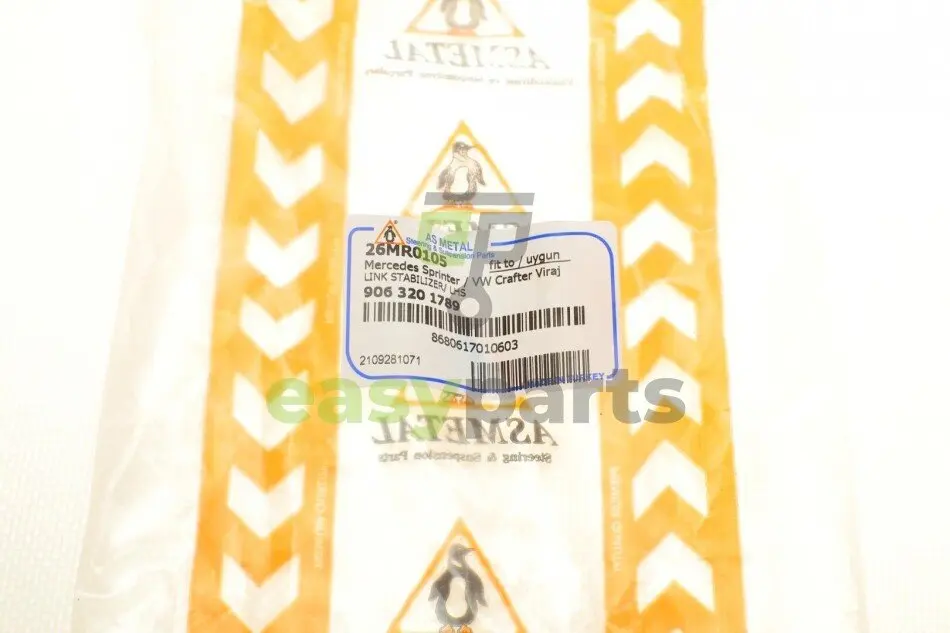 ASMETAL
AS METAL
Steering & Suspension Parts
26MR0105
fit to / uygun
Mercedes Sprinter / VW Crafter Viraj
LINK STABILIZER/ LHS
906 320 1789
8680617010603
2109281071
TURKEY
easyparts
ASMETAL
Steering & Suspension Parts